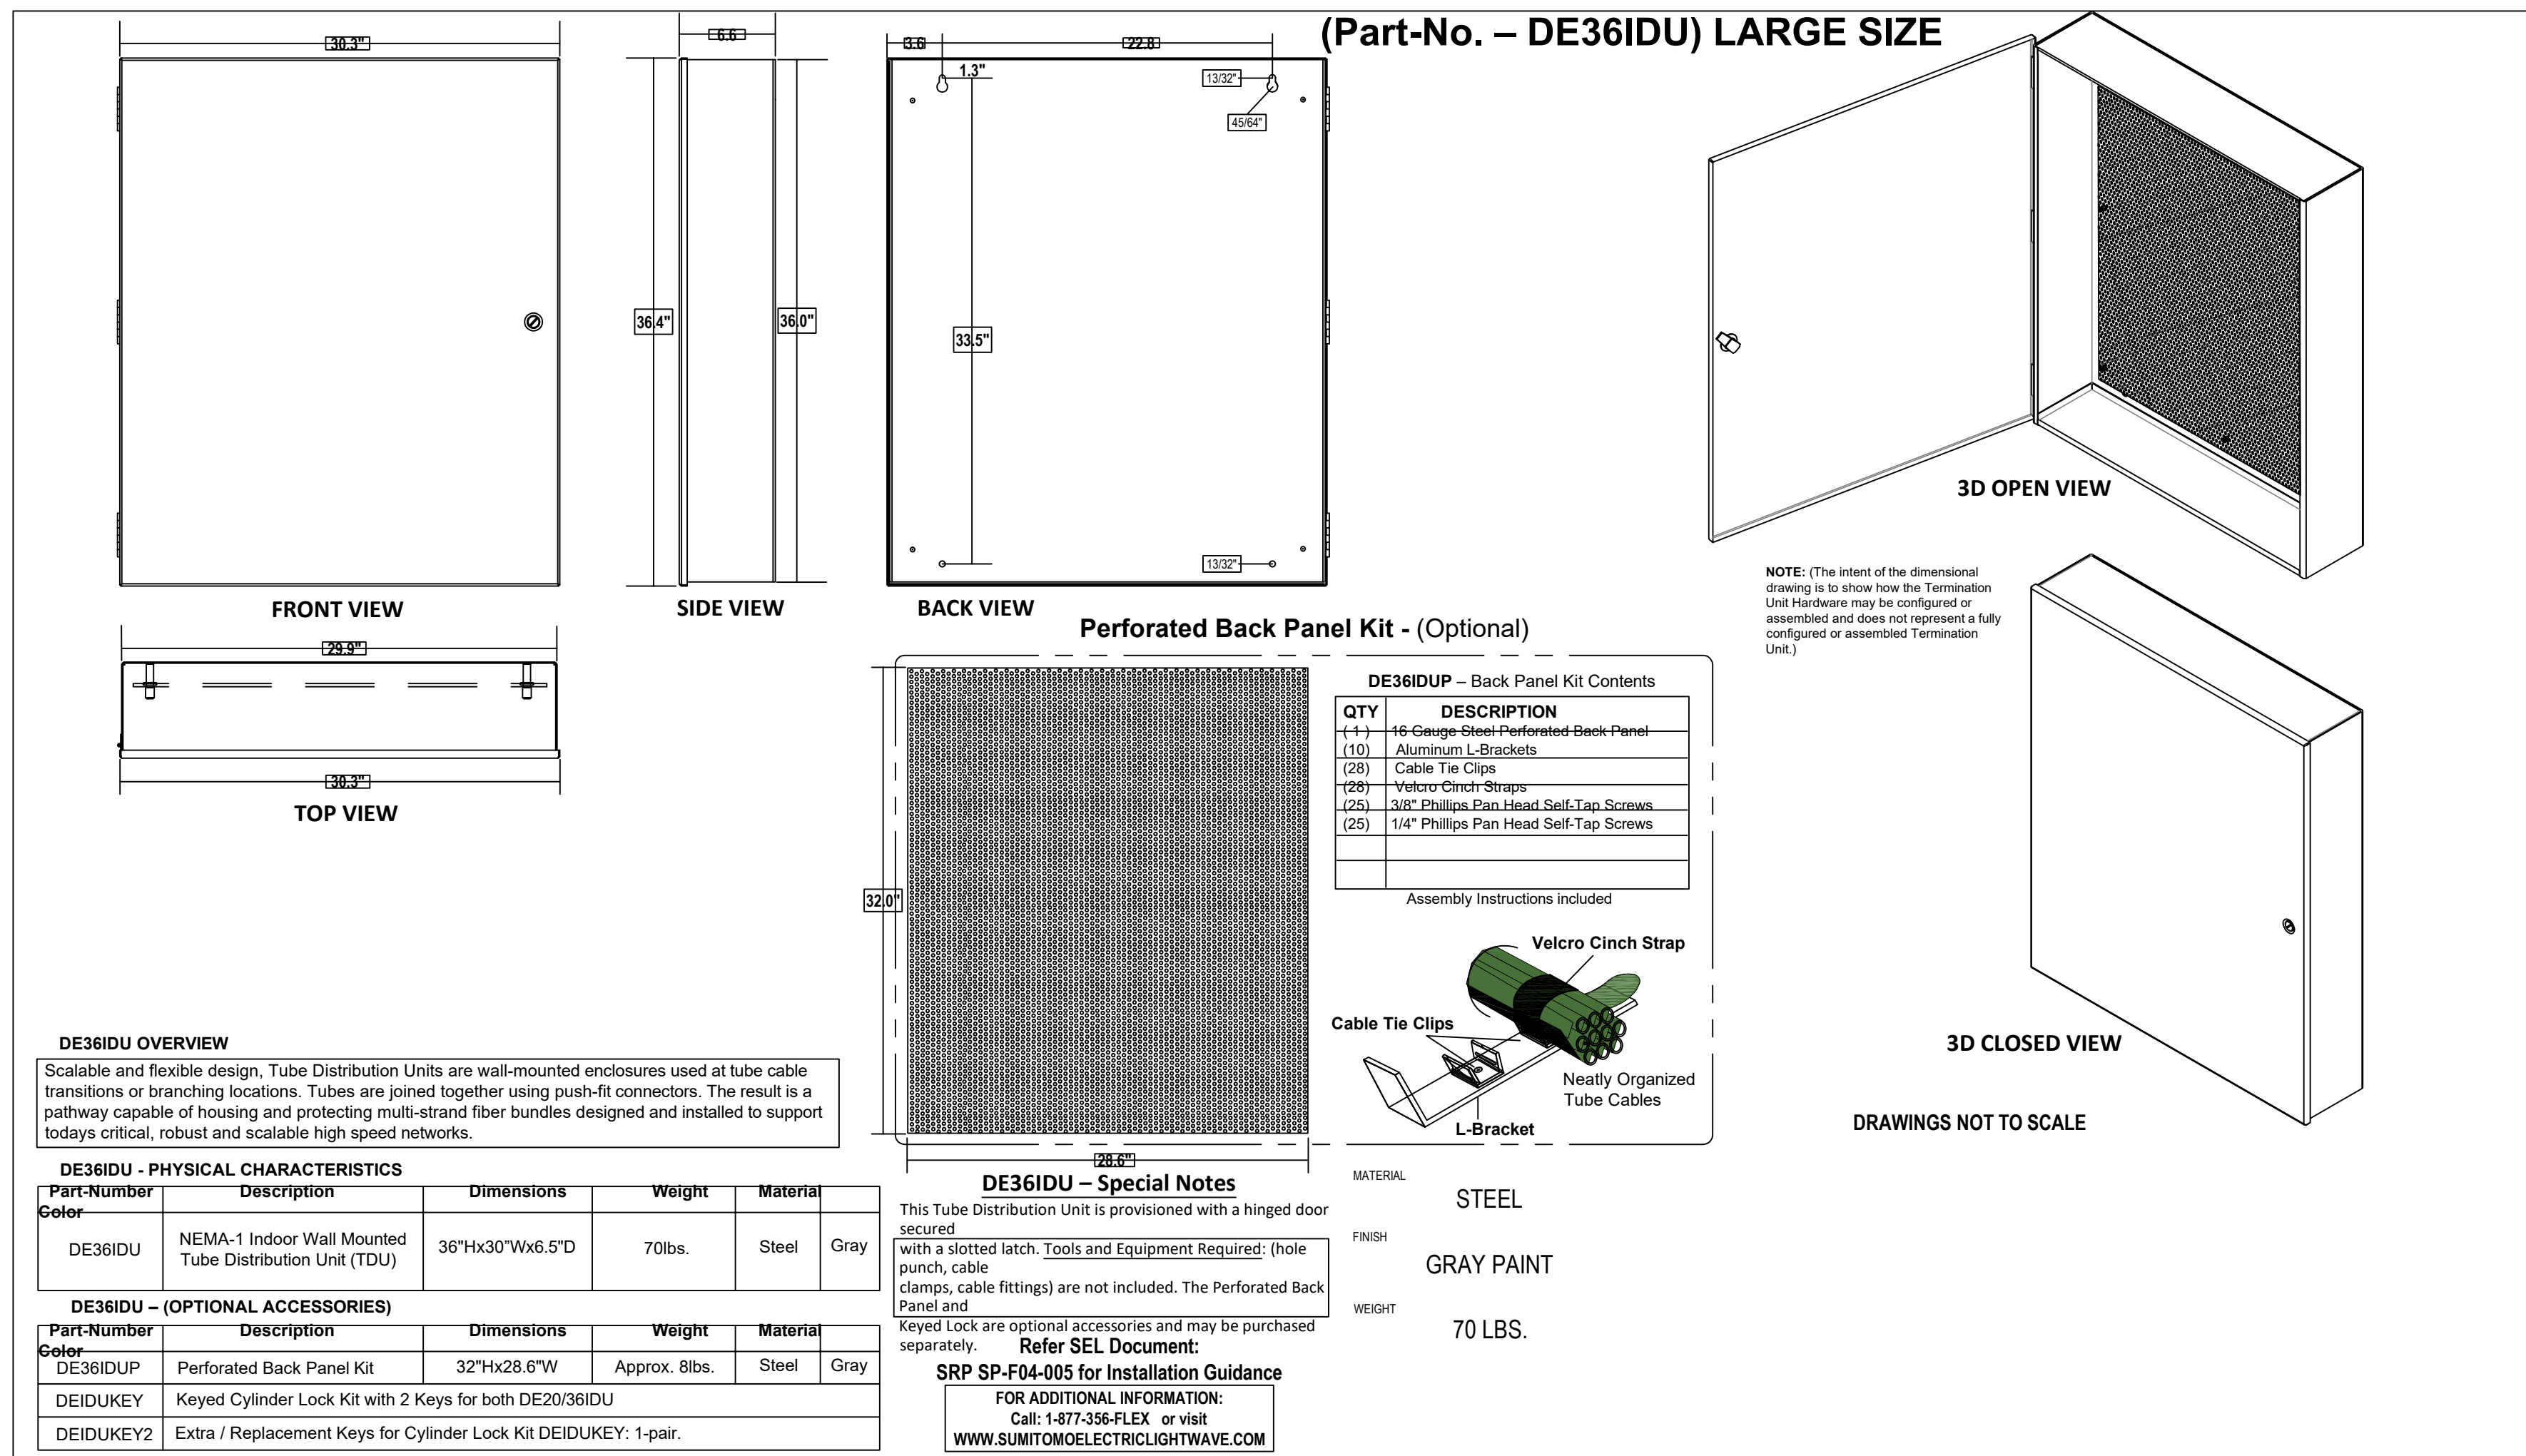 (Part-No. – DE36IDU) LARGE SIZE
30.3"
6.6
3.6
22.8
1.3"
13/32"
45/64"
36.4"
36.0"
33.5"
13/32"
FRONT VIEW
SIDE VIEW
BACK VIEW
3D OPEN VIEW
29.9"
30.3"
TOP VIEW
NOTE: (The intent of the dimensional
drawing is to show how the Termination
Unit Hardware may be configured or
assembled and does not represent a fully
configured or assembled Termination
Unit.)
Perforated Back Panel Kit - (Optional)
32.0"
28.6"
DE36IDUP – Back Panel Kit Contents
QTY DESCRIPTION
( 1 ) 16 Gauge Steel Perforated Back Panel
(10) Aluminum L-Brackets
(28) Cable Tie Clips
(28) Velcro Cinch Straps
(25) 3/8" Phillips Pan Head Self-Tap Screws
(25) 1/4" Phillips Pan Head Self-Tap Screws
Assembly Instructions included
Velcro Cinch Strap
Cable Tie Clips
Neatly Organized
Tube Cables
L-Bracket
3D CLOSED VIEW
DRAWINGS NOT TO SCALE
DE36IDU OVERVIEW
Scalable and flexible design, Tube Distribution Units are wall-mounted enclosures used at tube cable
transitions or branching locations. Tubes are joined together using push-fit connectors. The result is a
pathway capable of housing and protecting multi-strand fiber bundles designed and installed to support
todays critical, robust and scalable high speed networks.
DE36IDU - PHYSICAL CHARACTERISTICS
Part-Number Description Dimensions Weight Material
Color
DE36IDU NEMA-1 Indoor Wall Mounted Tube Distribution Unit (TDU) 36"Hx30”Wx6.5"D 70lbs. Steel Gray
DE36IDU – (OPTIONAL ACCESSORIES)
Part-Number Description Dimensions Weight Material
Color
DE36IDUP Perforated Back Panel Kit 32"Hx28.6"W Approx. 8lbs. Steel Gray
DEIDUKEY Keyed Cylinder Lock Kit with 2 Keys for both DE20/36IDU
DEIDUKEY2 Extra / Replacement Keys for Cylinder Lock Kit DEIDUKEY: 1-pair.
DE36IDU – Special Notes
This Tube Distribution Unit is provisioned with a hinged door
secured
with a slotted latch. Tools and Equipment Required: (hole
punch, cable
clamps, cable fittings) are not included. The Perforated Back
Panel and
Keyed Lock are optional accessories and may be purchased
separately.
Refer SEL Document:
SRP SP-F04-005 for Installation Guidance
FOR ADDITIONAL INFORMATION:
Call: 1-877-356-FLEX or visit
WWW.SUMITOMOELECTRICLIGHTWAVE.COM
MATERIAL
STEEL
FINISH
GRAY PAINT
WEIGHT
70 LBS.